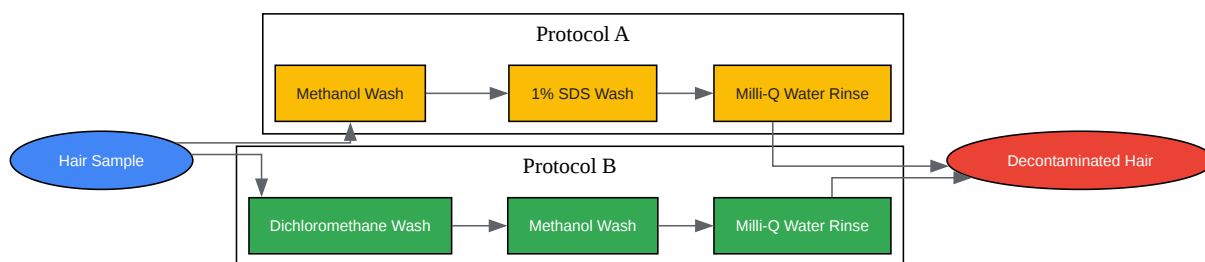 Protocol A
Methanol Wash
1% SDS Wash
Milli-Q Water Rinse
Hair Sample
Decontaminated Hair
Protocol B
Dichloromethane Wash
Methanol Wash
Milli-Q Water Rinse